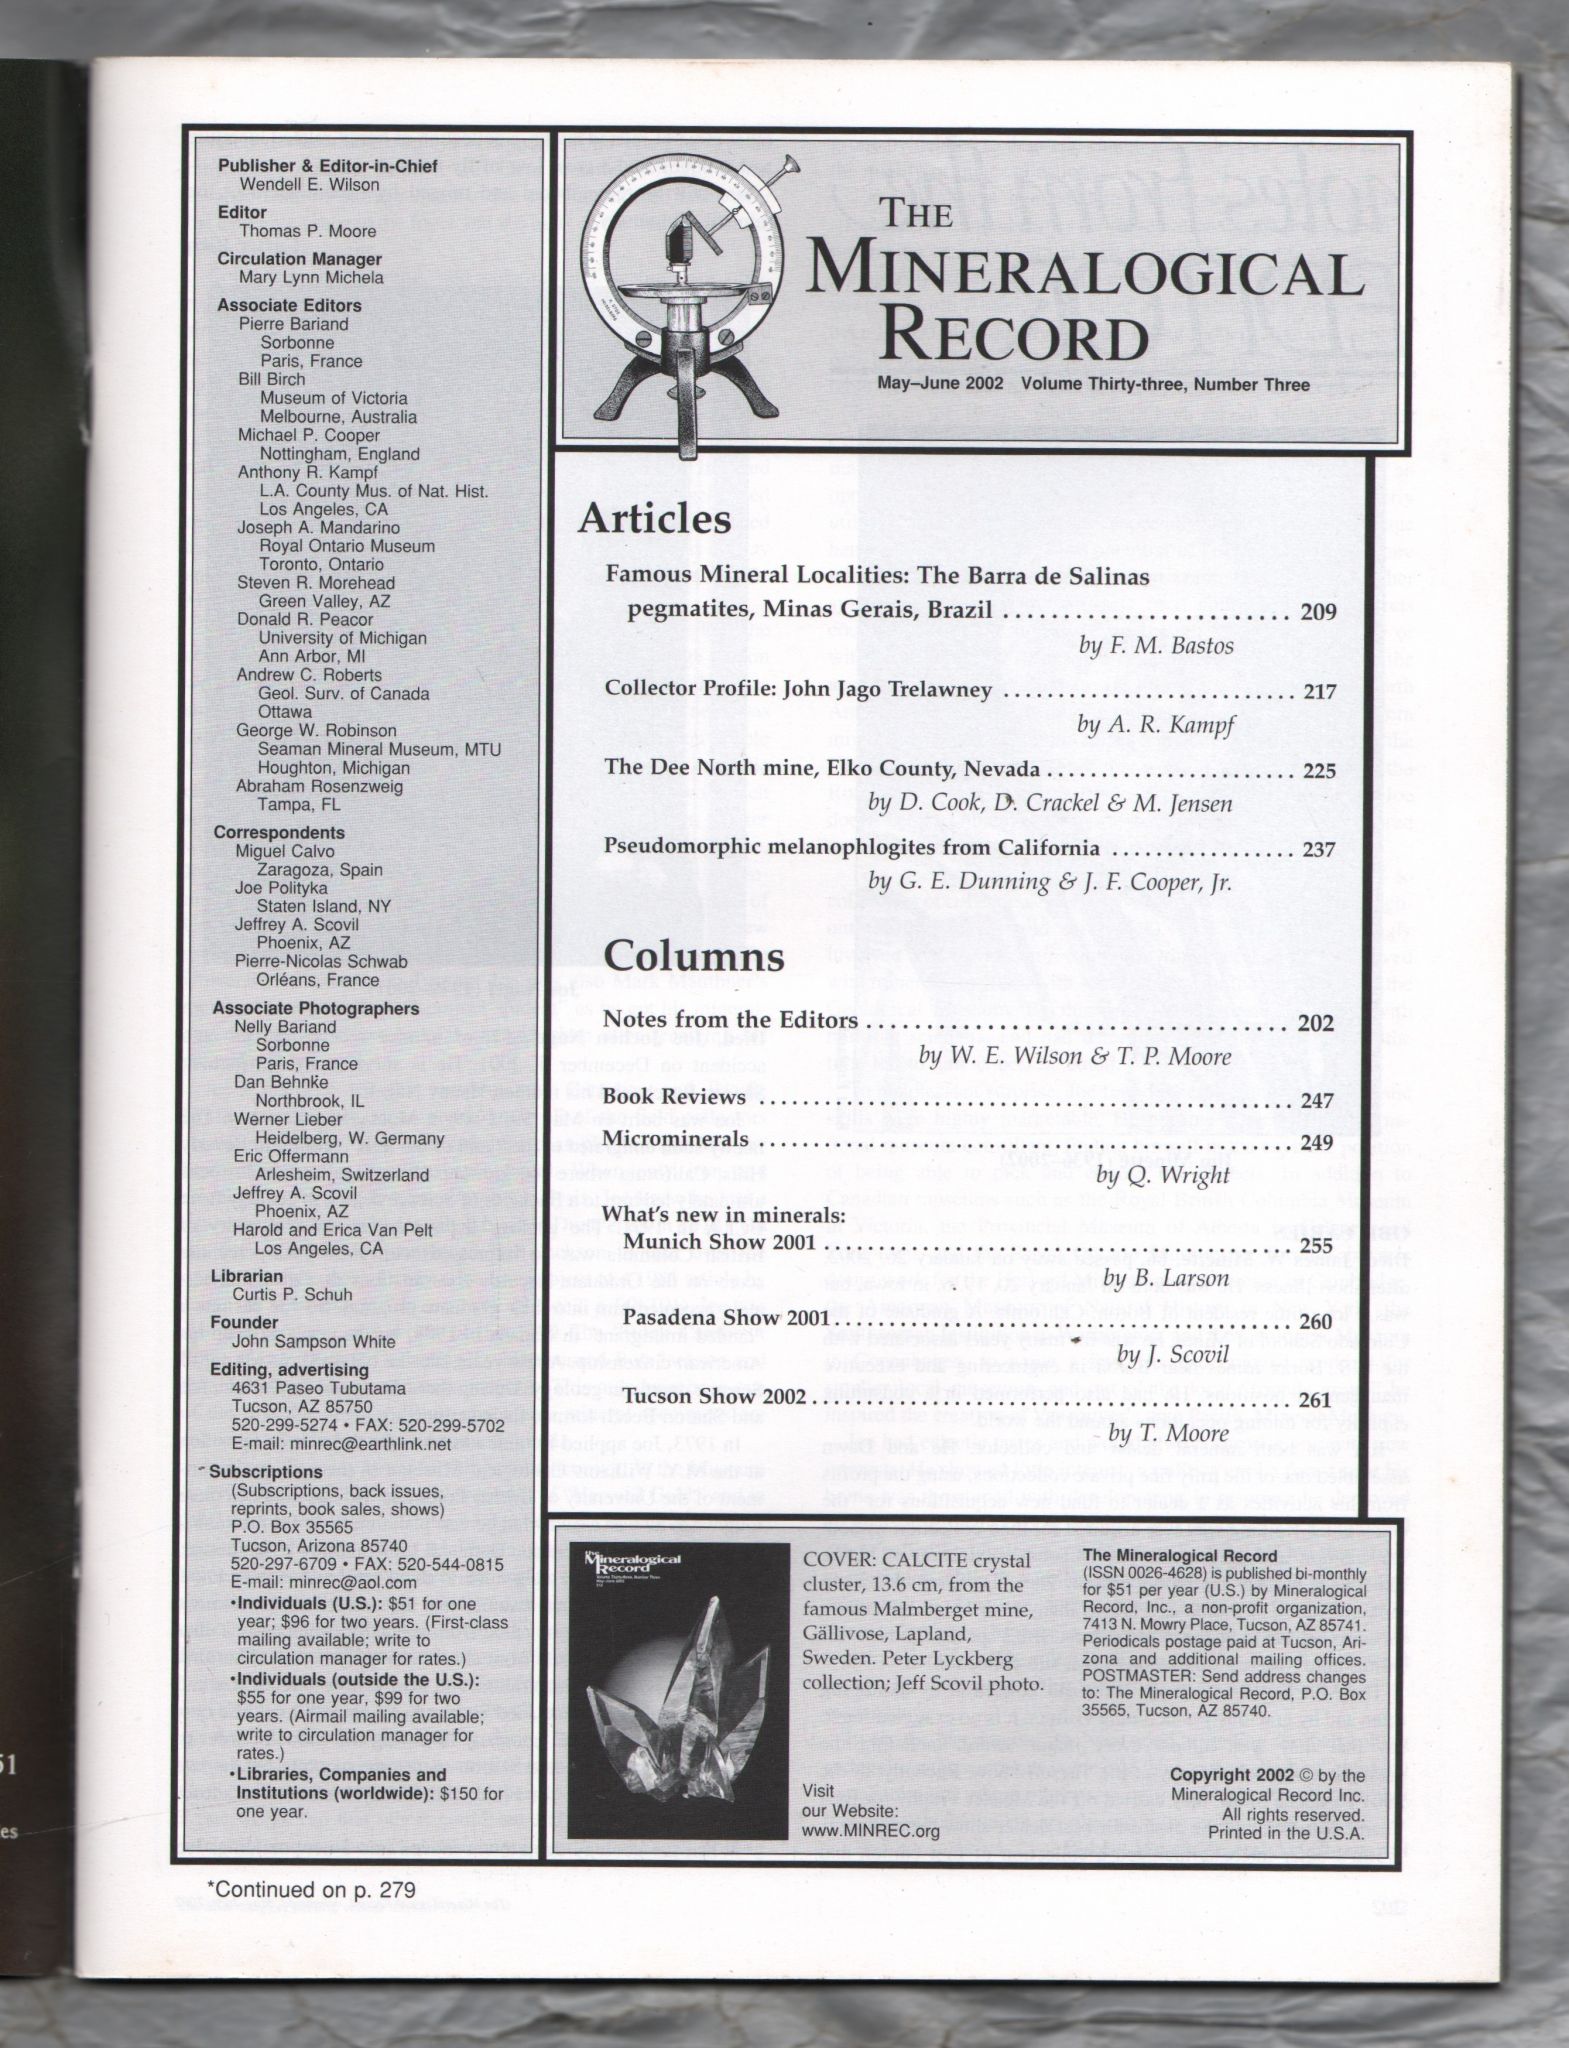 Publisher & Editor-in-Chief
Wendell E. Wilson
Editor
Thomas P. Moore
Circulation Manager
Mary Lynn Michela
Associate Editors
Pierre Bariand
Sorbonne
Paris, France
Bill Birch
Museum of Victoria
Melbourne, Australia
Michael P. Cooper
Nottingham, England
Anthony R. Kampf
L.A. County Mus. of Nat. Hist.
Los Angeles, CA
Joseph A. Mandarino
Royal Ontario Museum
Toronto, Ontario
Steven R. Morehead
Green Valley, AZ
Donald R. Peacor
University of Michigan
Ann Arbor, MI
Andrew C. Roberts
Geol. Surv. of Canada
Ottawa
George W. Robinson
Seaman Mineral Museum, MTU
Houghton, Michigan
Abraham Rosenzweig
Tampa, FL
Correspondents
Miguel Calvo
Zaragoza, Spain
Joe Polityka
Staten Island, NY
Jeffrey A. Scovil
Phoenix, AZ
Pierre-Nicolas Schwab
Orléans, France
Associate Photographers
Nelly Bariand
Sorbonne
Paris, France
Dan Behnke
Northbrook, IL
Werner Lieber
Heidelberg, W. Germany
Eric Offermann
Arlesheim, Switzerland
Jeffrey A. Scovil
Phoenix, AZ
Harold and Erica Van Pelt
Los Angeles, CA
Librarian
Curtis P. Schuh
Founder
John Sampson White
Editing, advertising
4631 Paseo Tubutama
Tucson, AZ 85750
520-299-5274 • FAX: 520-299-5702
E-mail: minrec@earthlink.net
Subscriptions
(Subscriptions, back issues,
reprints, book sales, shows)
P.O. Box 35565
Tucson, Arizona 85740
520-297-6709 • FAX: 520-544-0815
E-mail: minrec@aol.com
•Individuals (U.S.): $51 for one
year; $96 for two years. (First-class
mailing available; write to
circulation manager for rates.)
•Individuals (outside the U.S.):
$55 for one year, $99 for two
years. (Airmail mailing available;
write to circulation manager for
rates.)
•Libraries, Companies and
Institutions (worldwide): $150 for
one year.
*Continued on p. 279
THE
MINERALOGICAL
RECORD
May–June 2002 Volume Thirty-three, Number Three
Articles
Famous Mineral Localities: The Barra de Salinas
pegmatites, Minas Gerais, Brazil ........................ 209
by F. M. Bastos
Collector Profile: John Jago Trelawney .......................... 217
by A. R. Kampf
The Dee North mine, Elko County, Nevada ...................... 225
by D. Cook, D. Crackel & M. Jensen
Pseudomorphic melanophlogites from California ................. 237
by G. E. Dunning & J. F. Cooper, Jr.
Columns
Notes from the Editors ................................... 202
by W. E. Wilson & T. P. Moore
Book Reviews ............................................... 247
Microminerals .............................................. 249
by Q. Wright
What's new in minerals:
Munich Show 2001 ........................................ 255
by B. Larson
Pasadena Show 2001 ....................................... 260
by J. Scovil
Tucson Show 2002 ......................................... 261
by T. Moore
the
Mineralogical
Record
Volume Thirty-three, Number Three
May-June 2002
$12
COVER: CALCITE crystal
cluster, 13.6 cm, from the
famous Malmberget mine,
Gällivose, Lapland,
Sweden. Peter Lyckberg
collection; Jeff Scovil photo.
Visit
our Website:
www.MINREC.org
The Mineralogical Record
(ISSN 0026-4628) is published bi-monthly
for $51 per year (U.S.) by Mineralogical
Record, Inc., a non-profit organization,
7413 N. Mowry Place, Tucson, AZ 85741.
Periodicals postage paid at Tucson, Ari-
zona and additional mailing offices.
POSTMASTER: Send address changes
to: The Mineralogical Record, P.O. Box
35565, Tucson, AZ 85740.
Copyright 2002 © by the
Mineralogical Record Inc.
All rights reserved.
Printed in the U.S.A.